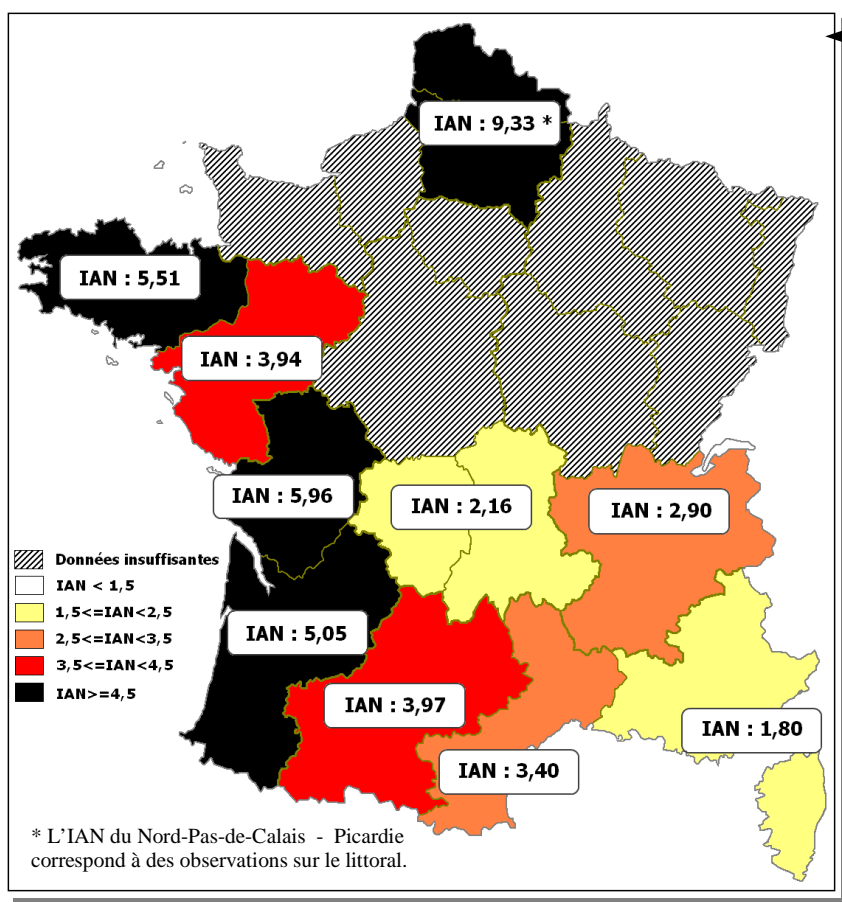 IAN : 9,33 *
IAN : 5,51
IAN : 3,94
IAN : 5,96
IAN : 2,16
IAN : 2,90
IAN : 5,05
IAN : 3,97
IAN : 1,80
IAN : 3,40
Données insuffisantes
IAN < 1,5
1,5<=IAN<2,5
2,5<=IAN<3,5
3,5<=IAN<4,5
IAN>=4,5
* L'IAN du Nord-Pas-de-Calais - Picardie
correspond à des observations sur le littoral.